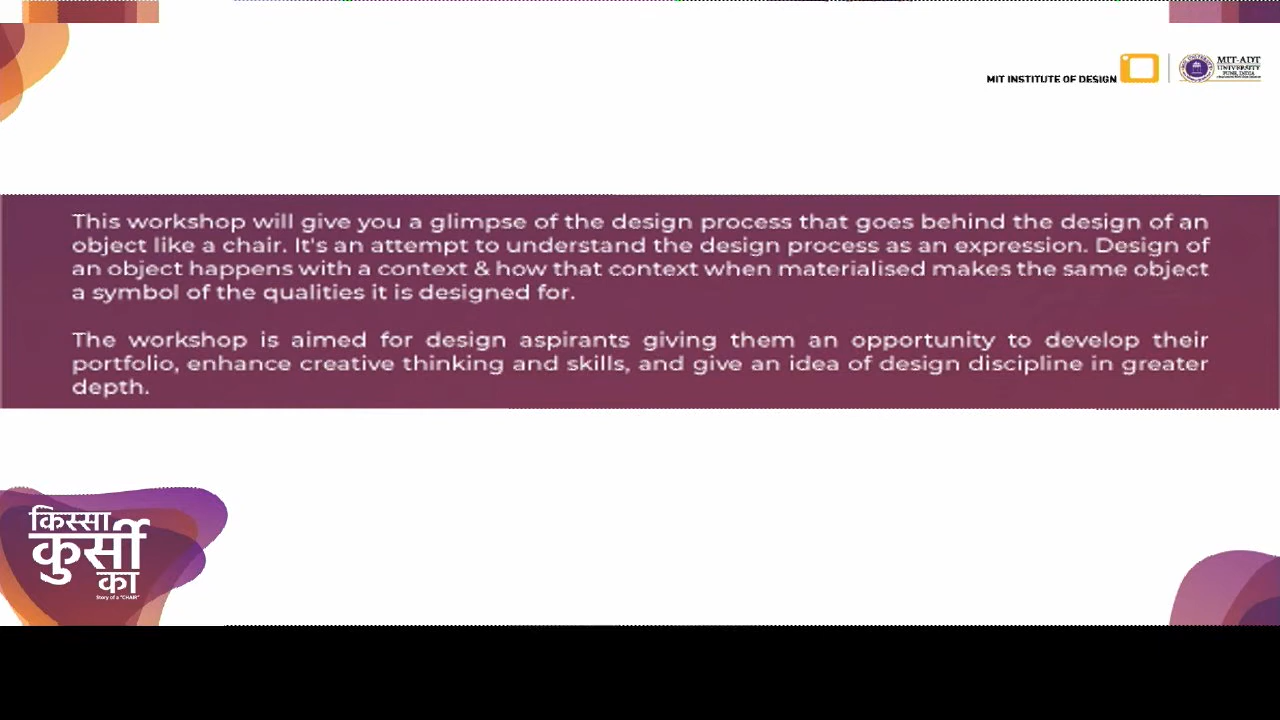 MIT INSTITUTE OF DESIGN
MIT-ADT
UNIVERSITY
PUNE, INDIA
This workshop will give you a glimpse of the design process that goes behind the design of an
object like a chair. It's an attempt to understand the design process as an expression. Design of
an object happens with a context & how that context when materialised makes the same object
a symbol of the qualities it is designed for.
The workshop is aimed for design aspirants giving them an opportunity to develop their
portfolio, enhance creative thinking and skills, and give an idea of design discipline in greater
depth.
किस्सा
कुर्सी
का
Story of a "CHAIR"